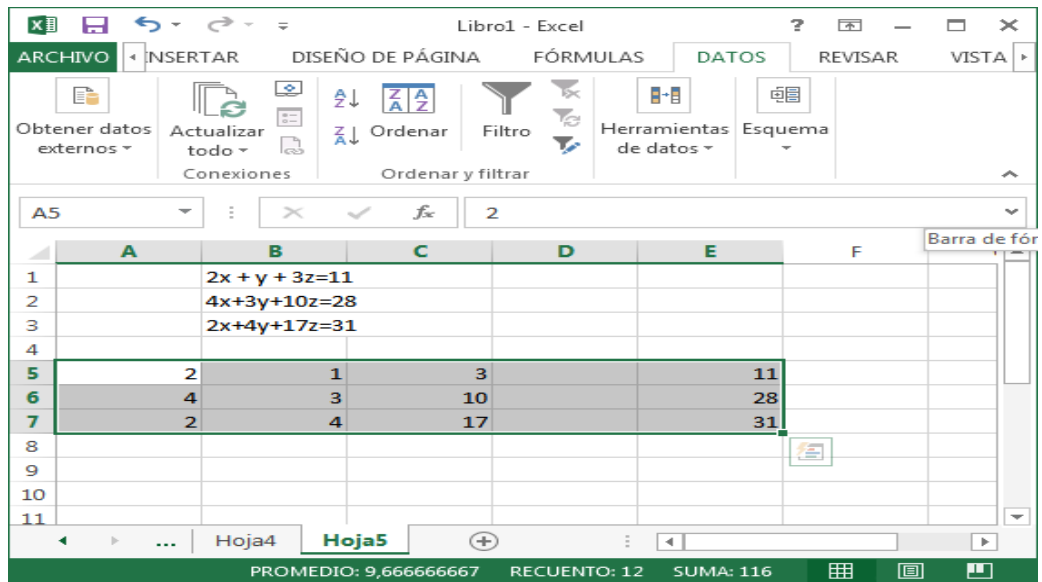 Libro1 - Excel ?
ARCHIVO NSERTAR DISEÑO DE PÁGINA FÓRMULAS DATOS REVISAR VISTA
Obtener datos externos
Actualizar todo
Ordenar
Filtro
Herramientas de datos
Esquema
Conexiones
Ordenar y filtrar
A5 fx 2
Barra de fór
A B C D E F
1 2x + y + 3z=11
2 4x+3y+10z=28
3 2x+4y+17z=31
4
5 2 1 3 11
6 4 3 10 28
7 2 4 17 31
8
9
10
11
... Hoja4 Hoja5
PROMEDIO: 9,666666667 RECUENTO: 12 SUMA: 116